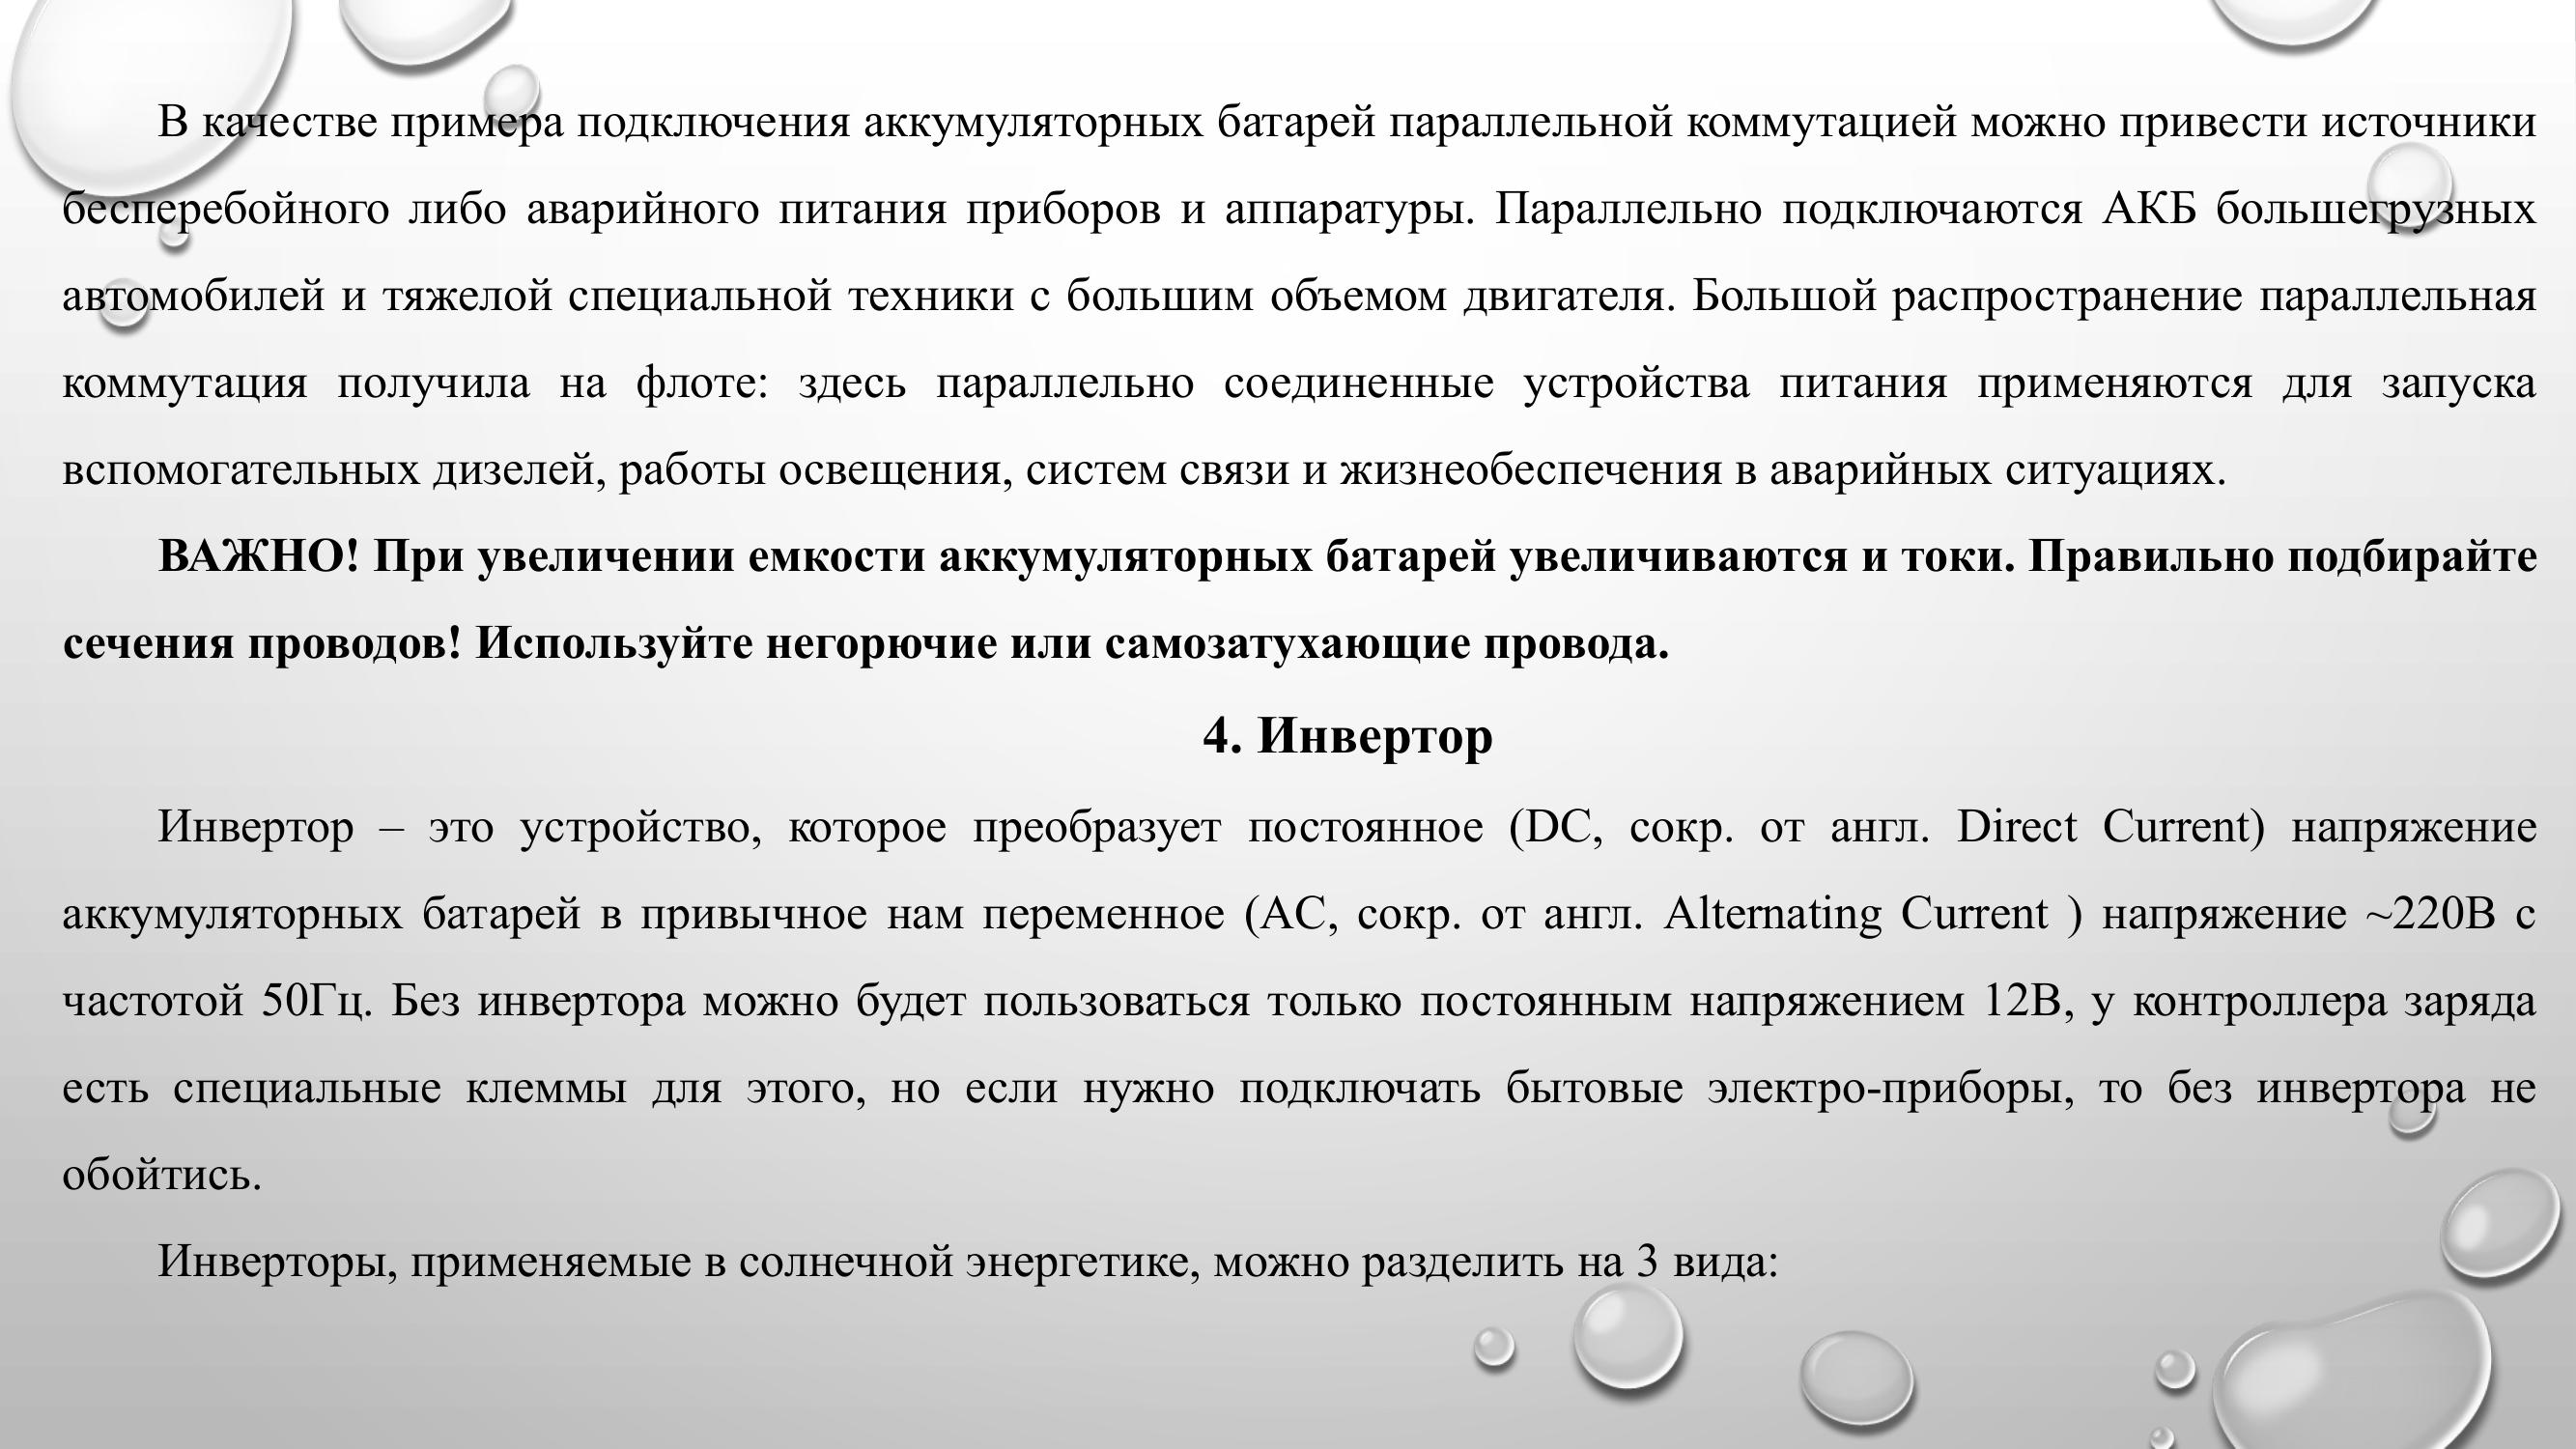 В качестве примера подключения аккумуляторных батарей параллельной коммутацией можно привести источники
бесперебойного либо аварийного питания приборов и аппаратуры. Параллельно подключаются АКБ большегрузных
автомобилей и тяжелой специальной техники с большим объемом двигателя. Большой распространение параллельная
коммутация получила на флоте: здесь параллельно соединенные устройства питания применяются для запуска
вспомогательных дизелей, работы освещения, систем связи и жизнеобеспечения в аварийных ситуациях.
ВАЖНО! При увеличении емкости аккумуляторных батарей увеличиваются и токи. Правильно подбирайте
сечения проводов! Используйте негорючие или самозатухающие провода.
4. Инвертор
Инвертор – это устройство, которое преобразует постоянное (DC, сокр. от англ. Direct Current) напряжение
аккумуляторных батарей в привычное нам переменное (AC, сокр. от англ. Alternating Current ) напряжение ~220В с
частотой 50Гц. Без инвертора можно будет пользоваться только постоянным напряжением 12В, у контроллера заряда
есть специальные клеммы для этого, но если нужно подключать бытовые электро-приборы, то без инвертора не
обойтись.
Инверторы, применяемые в солнечной энергетике, можно разделить на 3 вида: